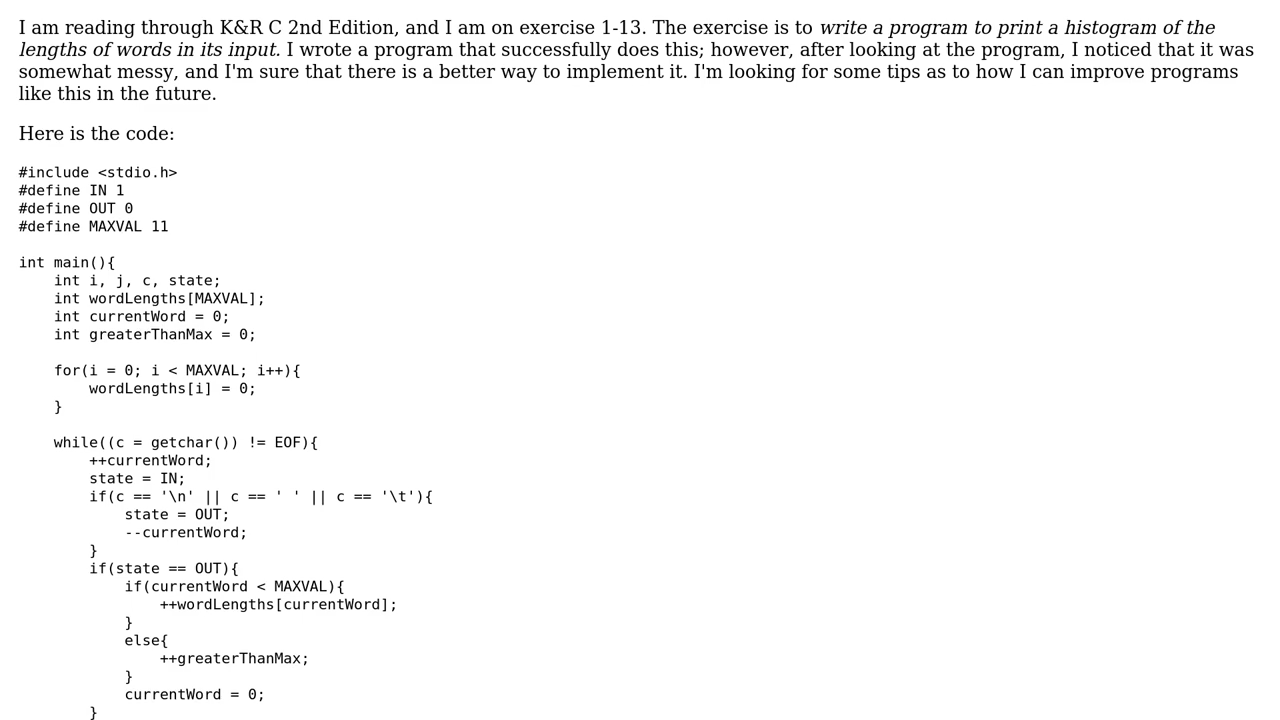 I am reading through K&R C 2nd Edition, and I am on exercise 1-13. The exercise is to write a program to print a histogram of the
lengths of words in its input. I wrote a program that successfully does this; however, after looking at the program, I noticed that it was
somewhat messy, and I'm sure that there is a better way to implement it. I'm looking for some tips as to how I can improve programs
like this in the future.
Here is the code:
#include <stdio.h>
#define IN 1
#define OUT 0
#define MAXVAL 11
int main(){
    int i, j, c, state;
    int wordLengths[MAXVAL];
    int currentWord = 0;
    int greaterThanMax = 0;
    for(i = 0; i < MAXVAL; i++){
        wordLengths[i] = 0;
    }
    while((c = getchar()) != EOF){
        ++currentWord;
        state = IN;
        if(c == '\n' || c == ' ' || c == '\t'){
            state = OUT;
            --currentWord;
        }
        if(state == OUT){
            if(currentWord < MAXVAL){
                ++wordLengths[currentWord];
            }
            else{
                ++greaterThanMax;
            }
            currentWord = 0;
        }